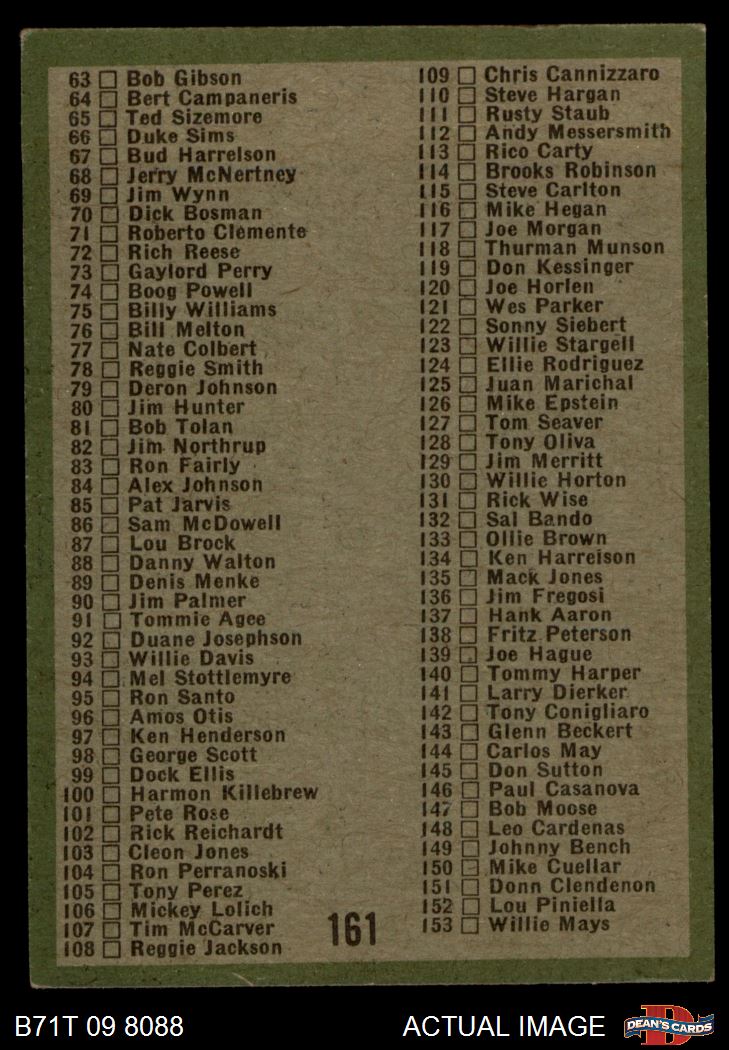 63 Bob Gibson
64 Bert Campaneris
65 Ted Sizemore
66 Duke Sims
67 Bud Harrelson
68 Jerry McNertney
69 Jim Wynn
70 Dick Bosman
71 Roberto Clemente
72 Rich Reese
73 Gaylord Perry
74 Boog Powell
75 Billy Williams
76 Bill Melton
77 Nate Colbert
78 Reggie Smith
79 Deron Johnson
80 Jim Hunter
81 Bob Tolan
82 Jim Northrup
83 Ron Fairly
84 Alex Johnson
85 Pat Jarvis
86 Sam McDowell
87 Lou Brock
88 Danny Walton
89 Denis Menke
90 Jim Palmer
91 Tommie Agee
92 Duane Josephson
93 Willie Davis
94 Mel Stottlemyre
95 Ron Santo
96 Amos Otis
97 Ken Henderson
98 George Scott
99 Dock Ellis
100 Harmon Killebrew
101 Pete Rose
102 Rick Reichardt
103 Cleon Jones
104 Ron Perranoski
105 Tony Perez
106 Mickey Lolich
107 Tim McCarver
108 Reggie Jackson
161
109 Chris Cannizzaro
110 Steve Hargan
111 Rusty Staub
112 Andy Messersmith
113 Rico Carty
114 Brooks Robinson
115 Steve Carlton
116 Mike Hegan
117 Joe Morgan
118 Thurman Munson
119 Don Kessinger
120 Joe Horlen
121 Wes Parker
122 Sonny Siebert
123 Willie Stargell
124 Ellie Rodriguez
125 Juan Marichal
126 Mike Epstein
127 Tom Seaver
128 Tony Oliva
129 Jim Merritt
130 Willie Horton
131 Rick Wise
132 Sal Bando
133 Ollie Brown
134 Ken Harrelson
135 Mack Jones
136 Jim Fregosi
137 Hank Aaron
138 Fritz Peterson
139 Joe Hague
140 Tommy Harper
141 Larry Dierker
142 Tony Conigliaro
143 Glenn Beckert
144 Carlos May
145 Don Sutton
146 Paul Casanova
147 Bob Moose
148 Leo Cardenas
149 Johnny Bench
150 Mike Cuellar
151 Donn Clendenon
152 Lou Piniella
153 Willie Mays
B71T 09 8088
ACTUAL IMAGE
D
DEAN'S CARDS